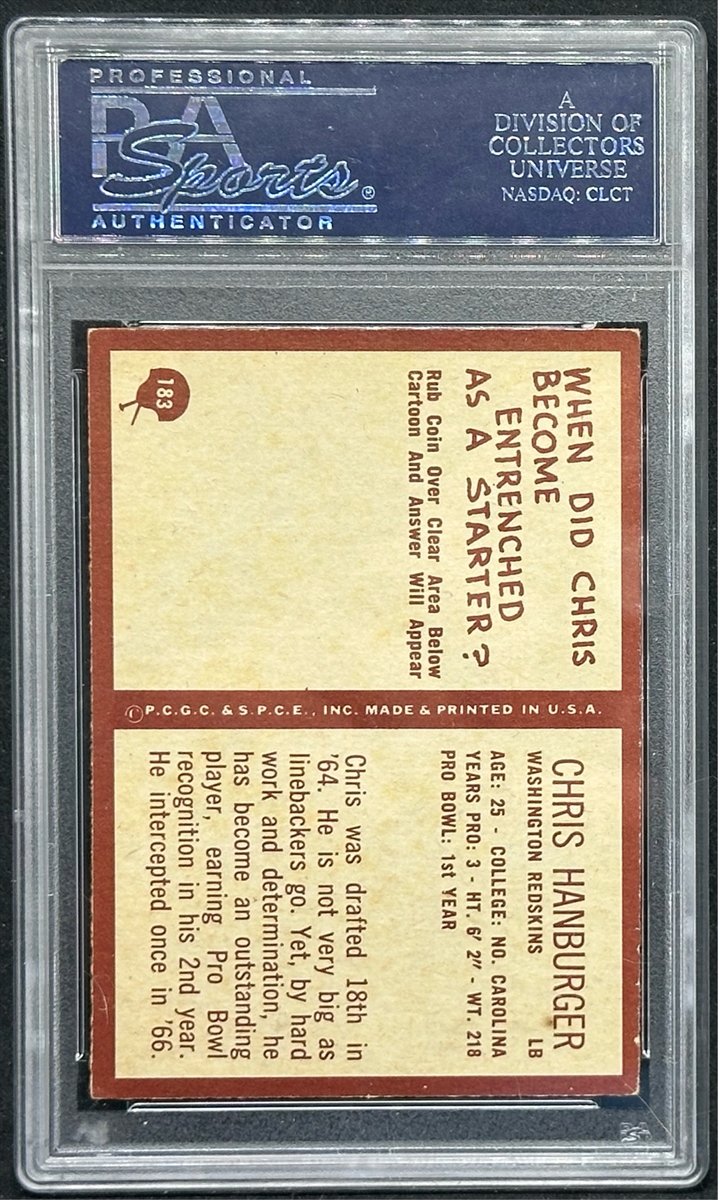 PROFESSIONAL
PSA
Sports®
AUTHENTICATOR
A
DIVISION OF
COLLECTORS
UNIVERSE
NASDAQ: CLCT
WHEN DID CHRIS
BECOME
ENTRENCHED
AS A STARTER?
Rub Coin Over Clear Area Below
Cartoon And Answer Will Appear
183
©P.C.G.C. & S.P.C.E., INC. MADE & PRINTED IN U.S.A.
CHRIS HANBURGER
WASHINGTON REDSKINS LB
AGE: 25 - COLLEGE: NO. CAROLINA
YEARS PRO: 3 - HT. 6' 2" - WT. 218
PRO BOWL: 1st YEAR
Chris was drafted 18th in
'64. He is not very big as
linebackers go. Yet, by hard
work and determination, he
has become an outstanding
player, earning Pro Bowl
recognition in his 2nd year.
He intercepted once in '66.